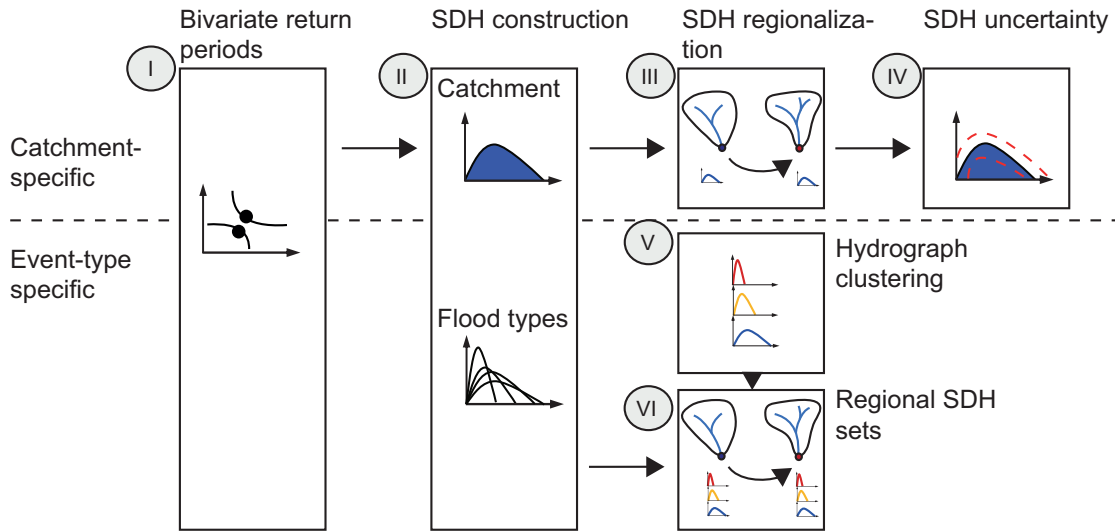 Bivariate return
periods
SDH construction
SDH regionaliza-
tion
SDH uncertainty
I
II
III
IV
Catchment
Catchment-
specific
Event-type
specific
V
Hydrograph
clustering
Flood types
VI
Regional SDH
sets